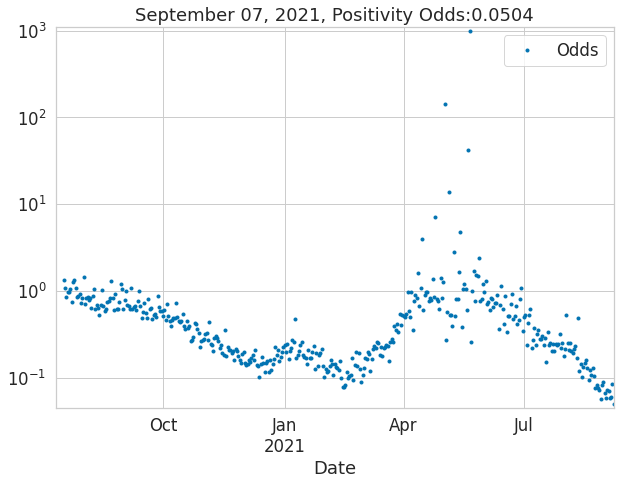 September 07, 2021, Positivity Odds:0.0504
Odds
10³
10²
10¹
10⁰
10⁻¹
Oct
Jan
2021
Apr
Jul
Date